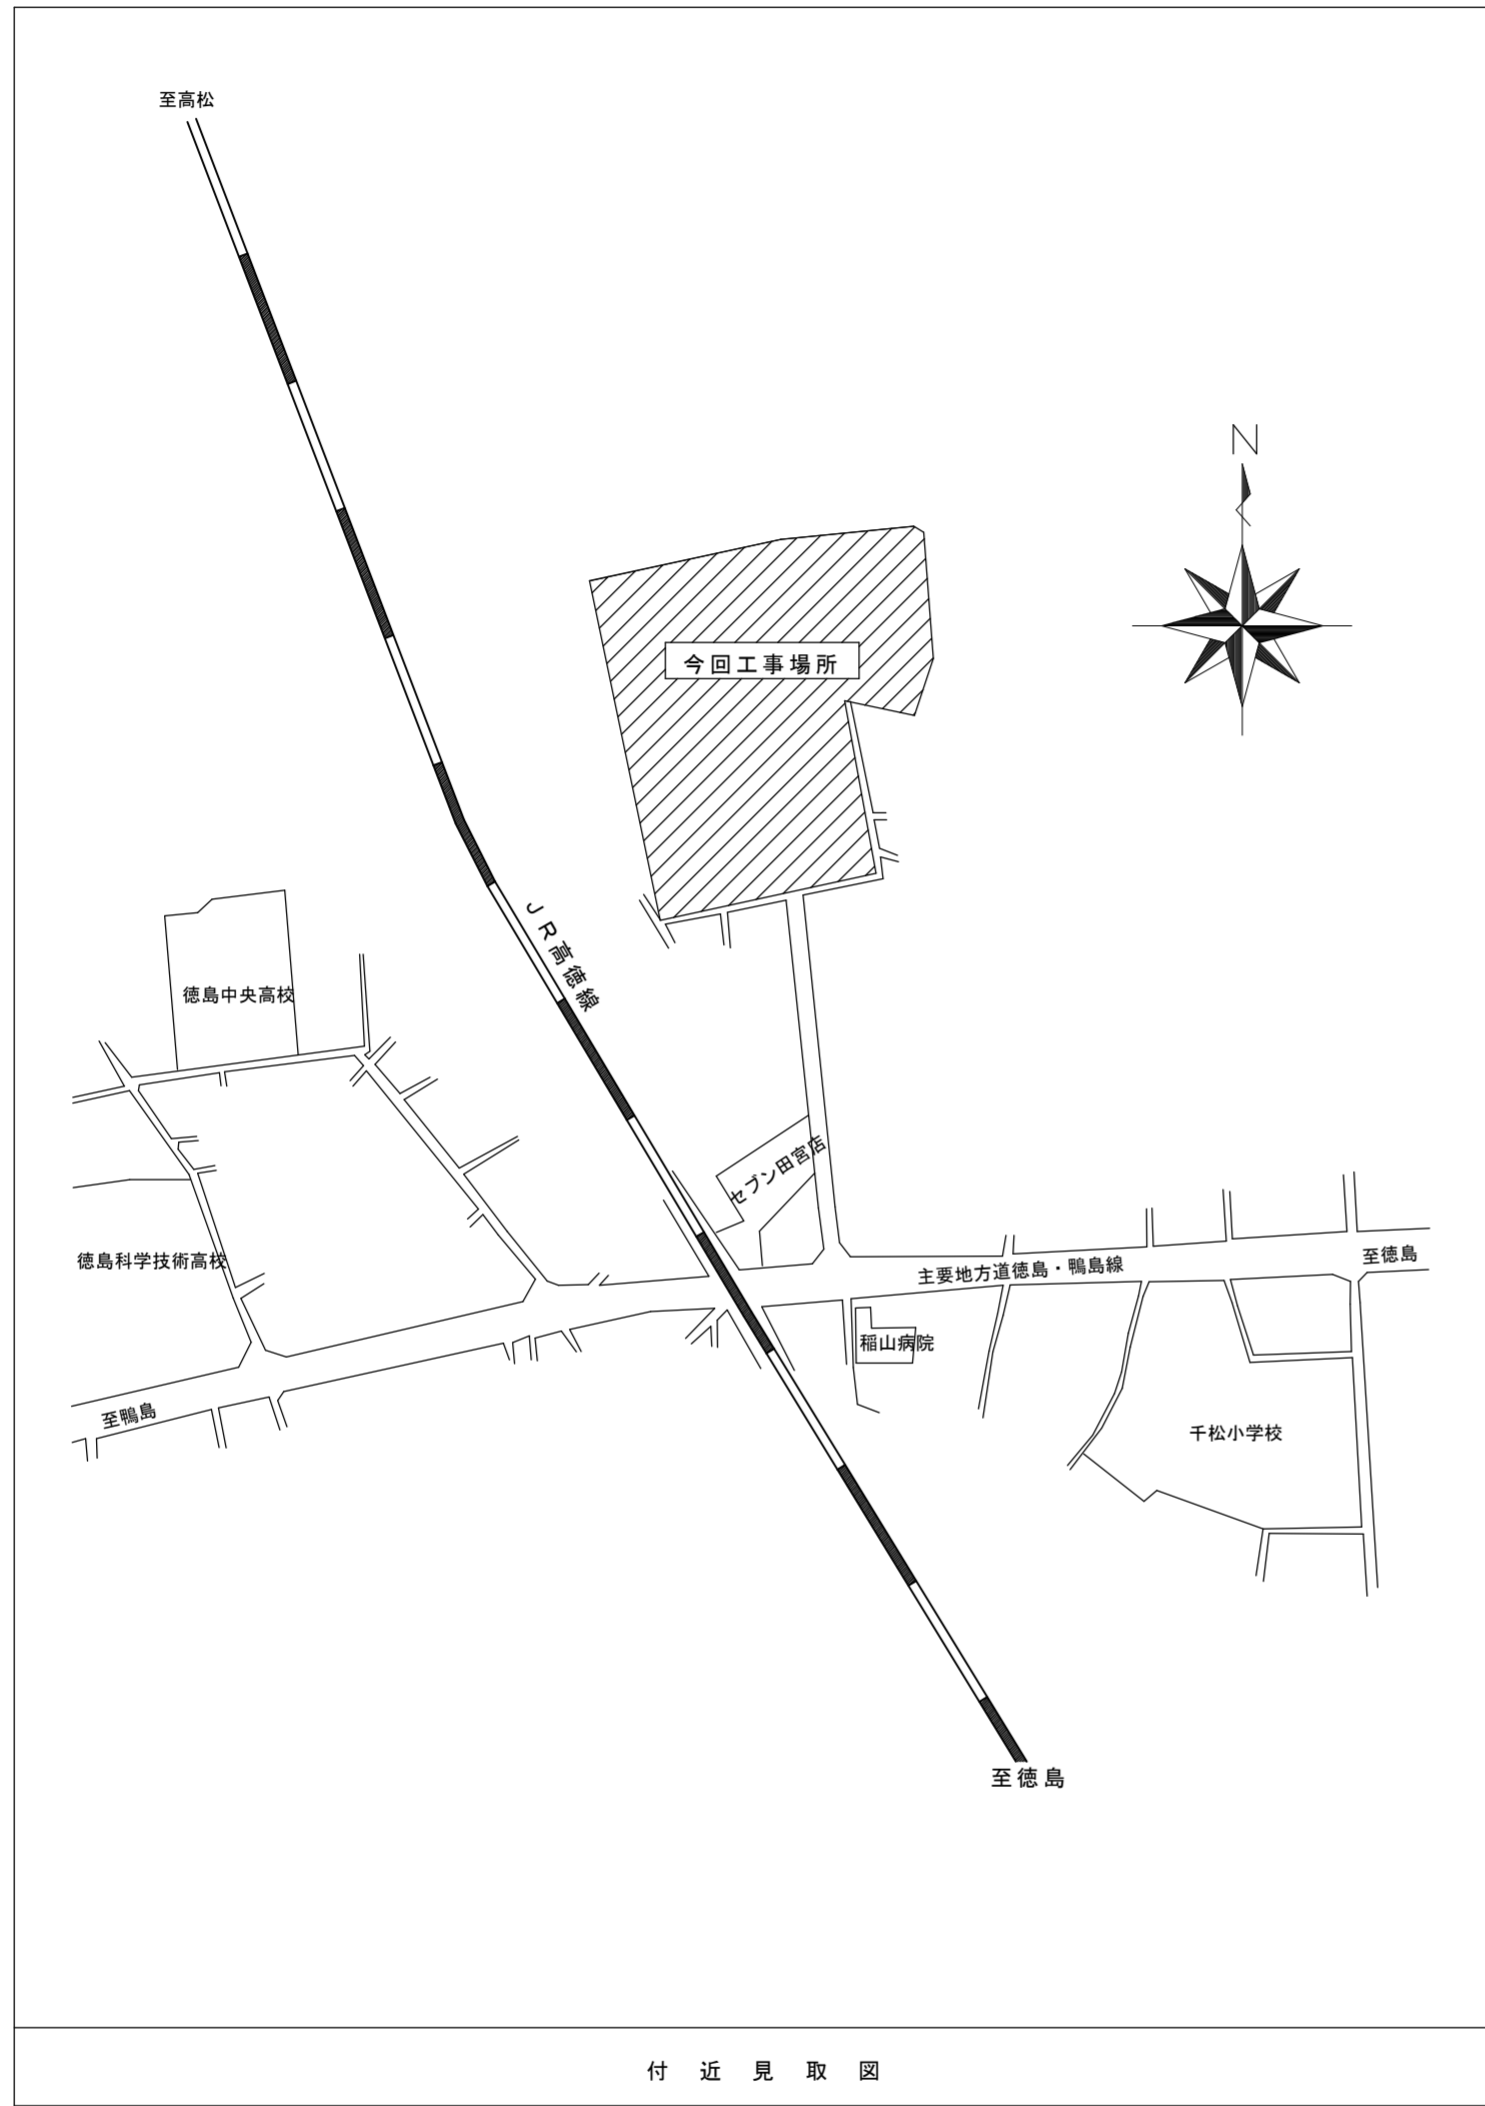 至高松
N
今回工事場所
JR高徳線
徳島中央高校
セブン田宮店
徳島科学技術高校
主要地方道徳島・鴨島線
至徳島
稲山病院
至鴨島
千松小学校
至徳島
付近見取図